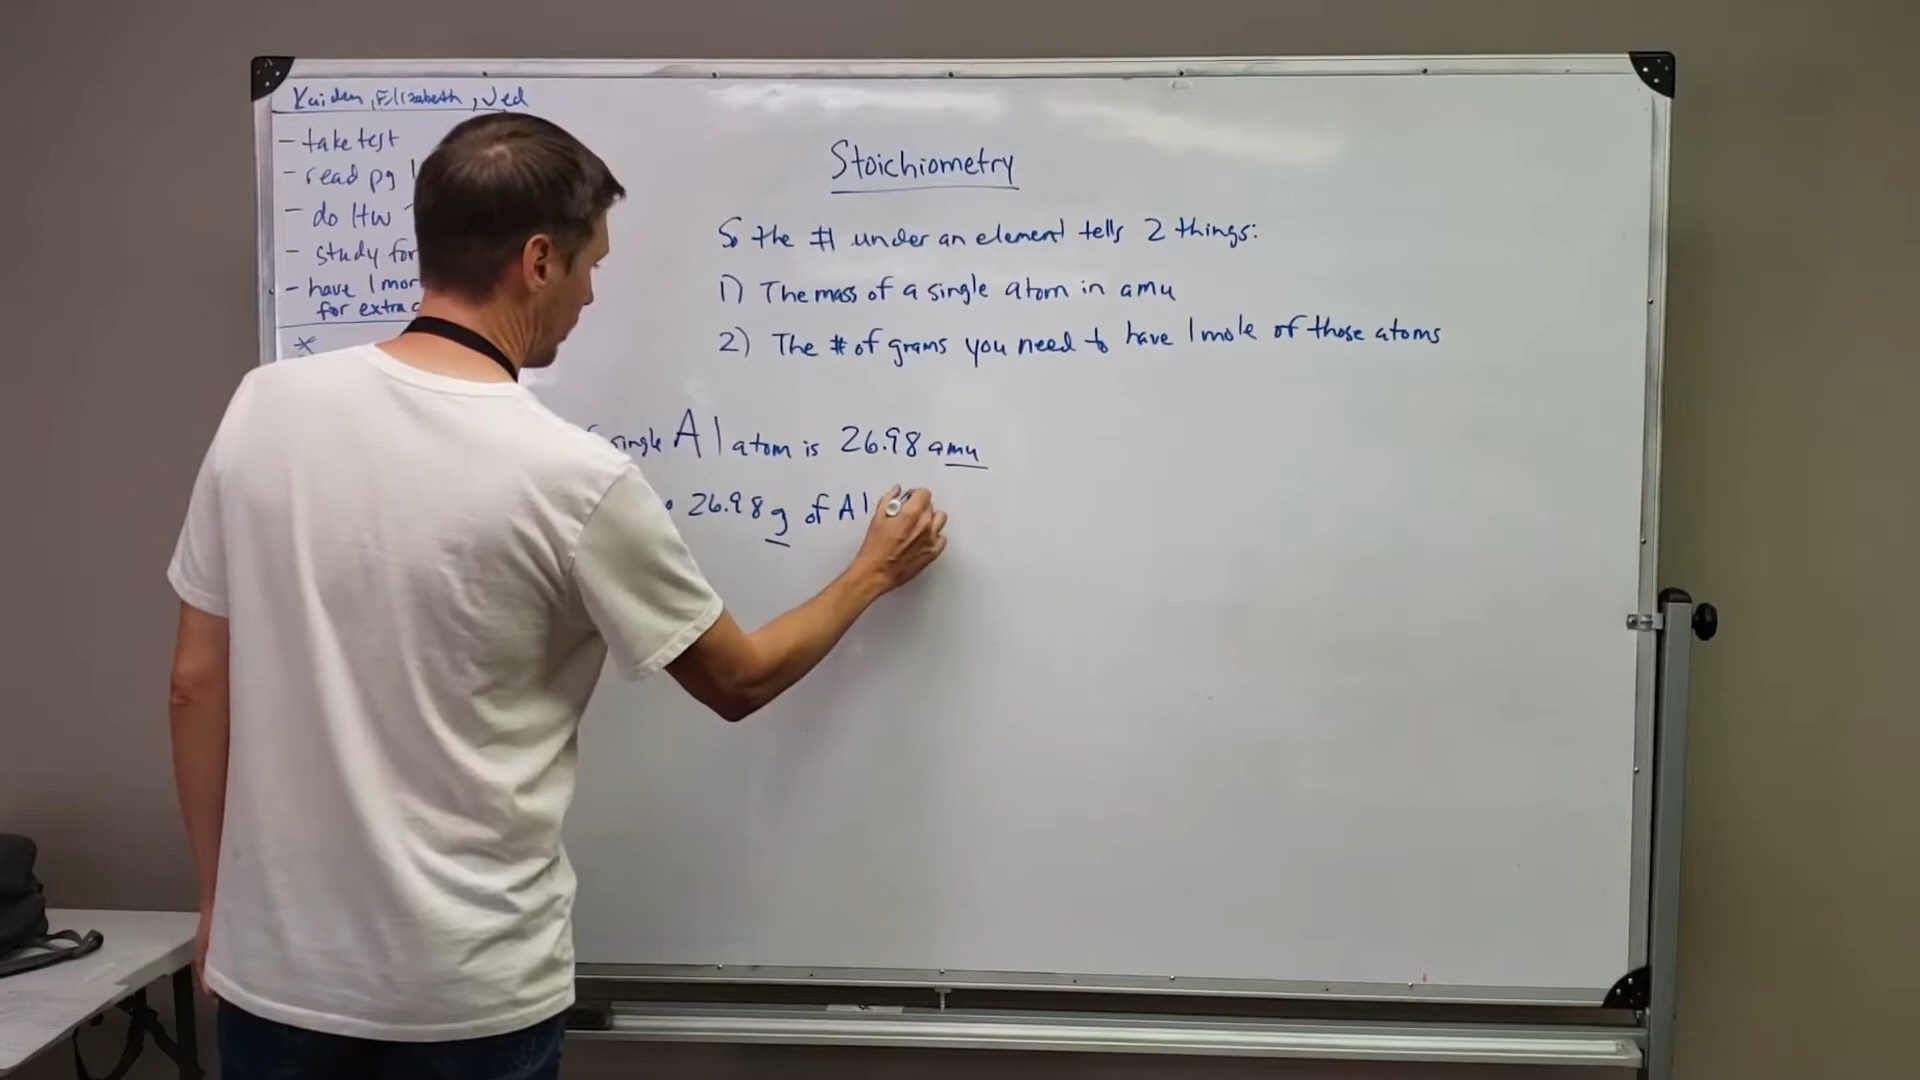 Kaiden, Elizabeth, Jed
- take test
- read pg
- do HW
- study for
- have 1 mor
for extra c
*
Stoichiometry
So the # under an element tells 2 things:
1) The mass of a single atom in amu
2) The # of grams you need to have 1 mole of those atoms
single Al atom is 26.98 amu
26.98 g of Al